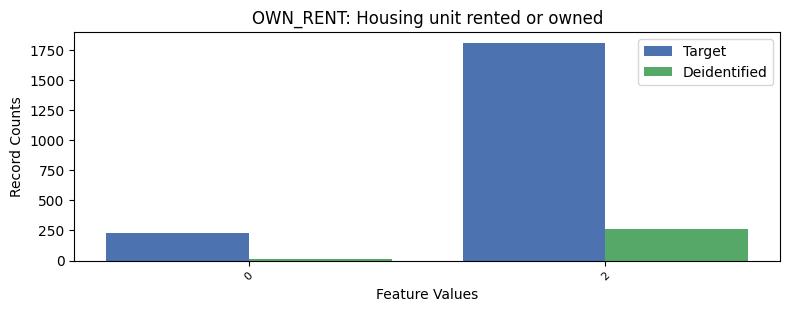 OWN_RENT: Housing unit rented or owned
Target
Deidentified
Record Counts
1750
1500
1250
1000
750
500
250
0
0
2
Feature Values